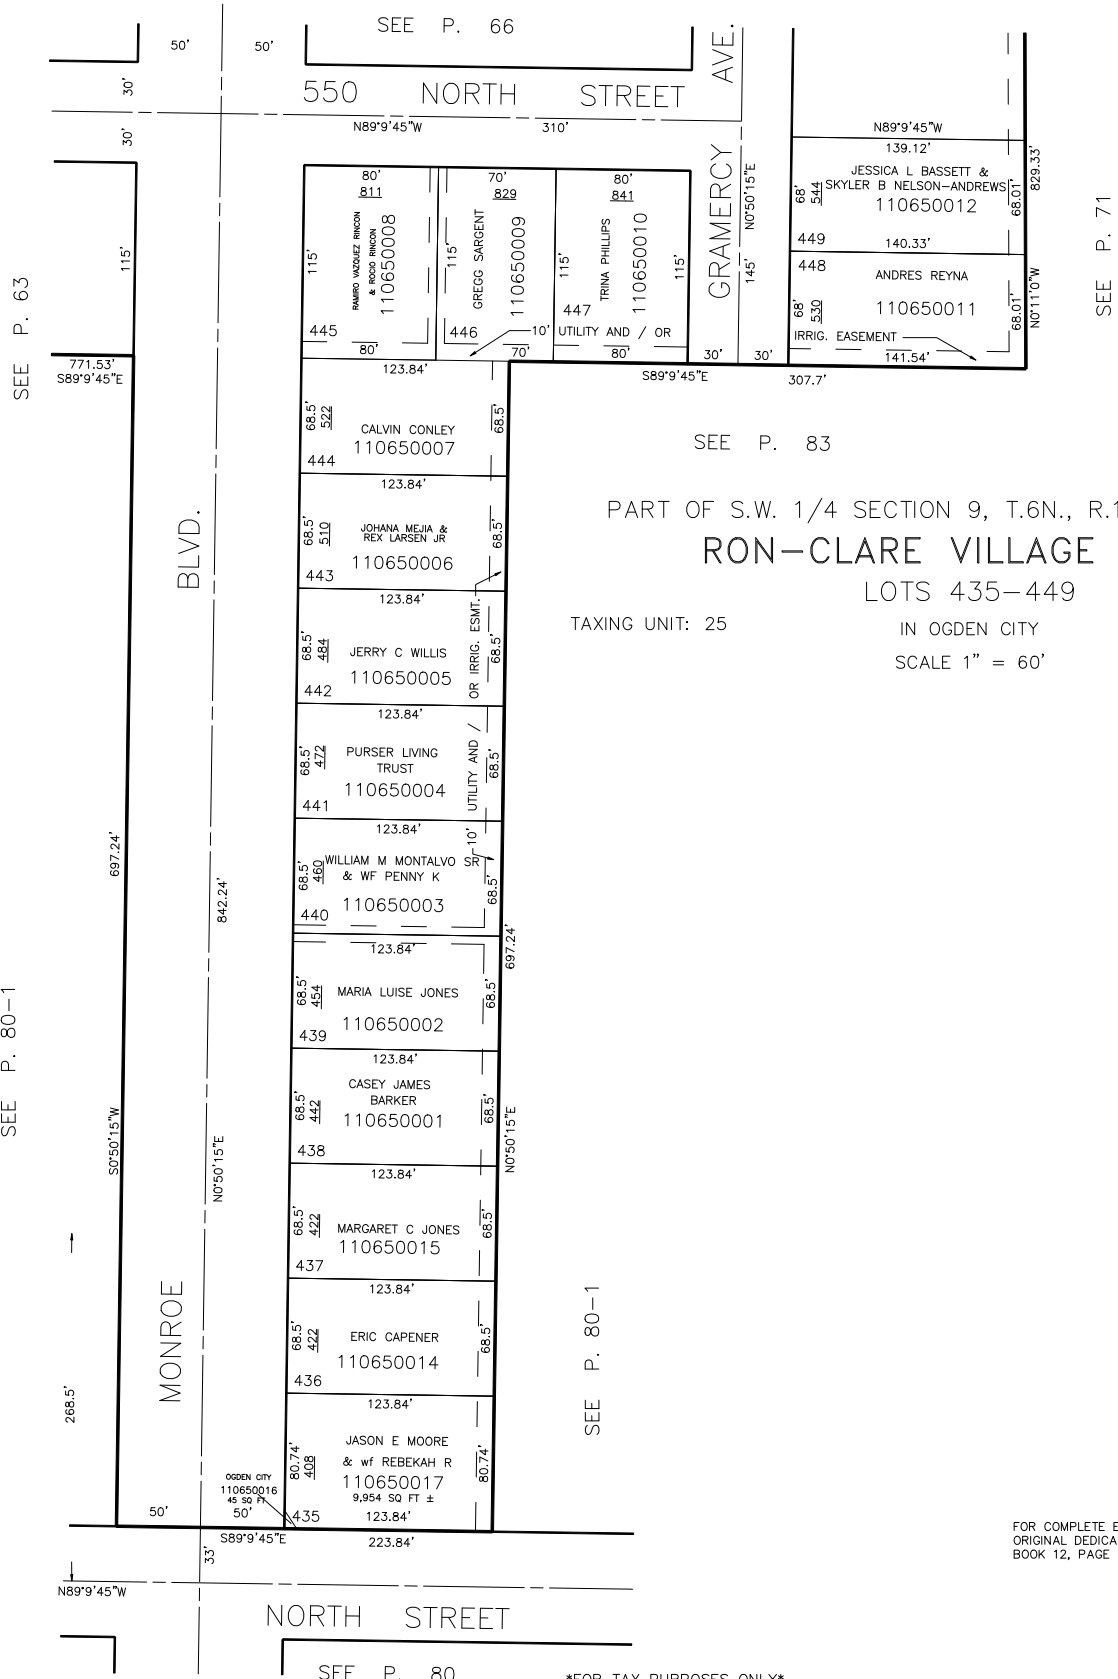 SEE P. 66
50'
50'
30'
550 NORTH STREET
N89°9'45"W
310'
30'
GRAMERCY AVE.
N0°50'15"E
145'
N89°9'45"W
139.12'
JESSICA L BASSETT &
SKYLER B NELSON-ANDREWS
110650012
68'
544
68.01'
829.33'
449
140.33'
448
ANDRES REYNA
110650011
68'
530
68.01'
N0°11'0"W
IRRIG. EASEMENT
141.54'
SEE P. 71
80'
811
RAMIRO VAZQUEZ RINCON
& ROCIO RINCON
110650008
115'
445
80'
70'
829
GREGG SARGENT
110650009
115'
446
10'
70'
80'
841
TRINA PHILLIPS
110650010
115'
115'
447
UTILITY AND / OR
80'
30'
30'
S89°9'45"E
307.7'
115'
SEE P. 63
771.53'
S89°9'45"E
123.84'
68.5'
522
CALVIN CONLEY
110650007
68.5'
444
SEE P. 83
123.84'
68.5'
510
JOHANA MEJIA &
REX LARSEN JR
110650006
68.5'
443
PART OF S.W. 1/4 SECTION 9, T.6N., R.1
RON-CLARE VILLAGE
LOTS 435-449
TAXING UNIT: 25
IN OGDEN CITY
SCALE 1" = 60'
BLVD.
123.84'
68.5'
484
JERRY C WILLIS
110650005
OR IRRIG. ESMT.
68.5'
442
123.84'
68.5'
472
PURSER LIVING
TRUST
110650004
UTILITY AND /
68.5'
441
123.84'
10'
68.5'
460
WILLIAM M MONTALVO SR
& WF PENNY K
110650003
68.5'
440
697.24'
842.24'
697.24'
123.84'
68.5'
454
MARIA LUISE JONES
110650002
68.5'
439
SEE P. 80-1
123.84'
68.5'
442
CASEY JAMES
BARKER
110650001
68.5'
438
S0°50'15"W
N0°50'15"E
N0°50'15"E
123.84'
68.5'
422
MARGARET C JONES
110650015
68.5'
437
123.84'
68.5'
422
ERIC CAPENER
110650014
68.5'
436
MONROE
268.5'
SEE P. 80-1
123.84'
80.74'
408
JASON E MOORE
& wf REBEKAH R
110650017
9,954 SQ FT ±
80.74'
435
123.84'
OGDEN CITY
110650016
45 SQ FT
50'
50'
S89°9'45"E
223.84'
33'
N89°9'45"W
NORTH STREET
FOR COMPLETE E
ORIGINAL DEDICA
BOOK 12, PAGE
SEE P. 80
*FOR TAX PURPOSES ONLY*